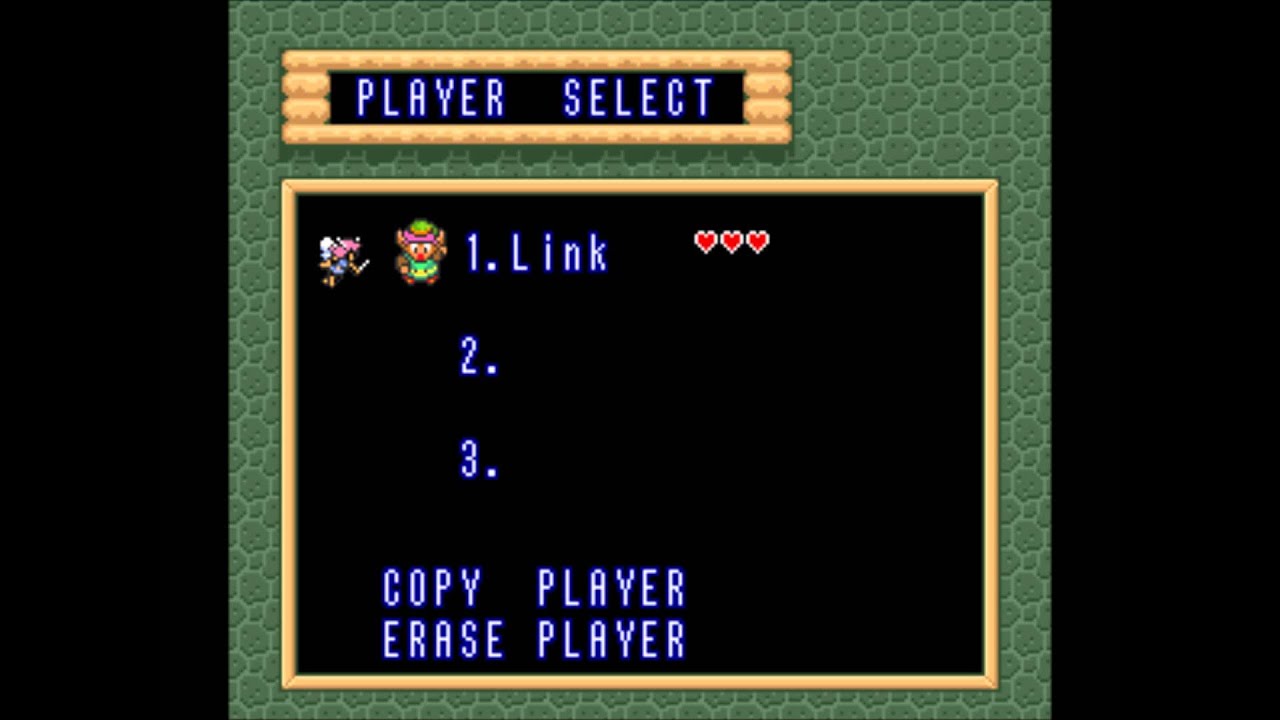 PLAYER SELECT
1.Link
2.
3.
COPY PLAYER
ERASE PLAYER